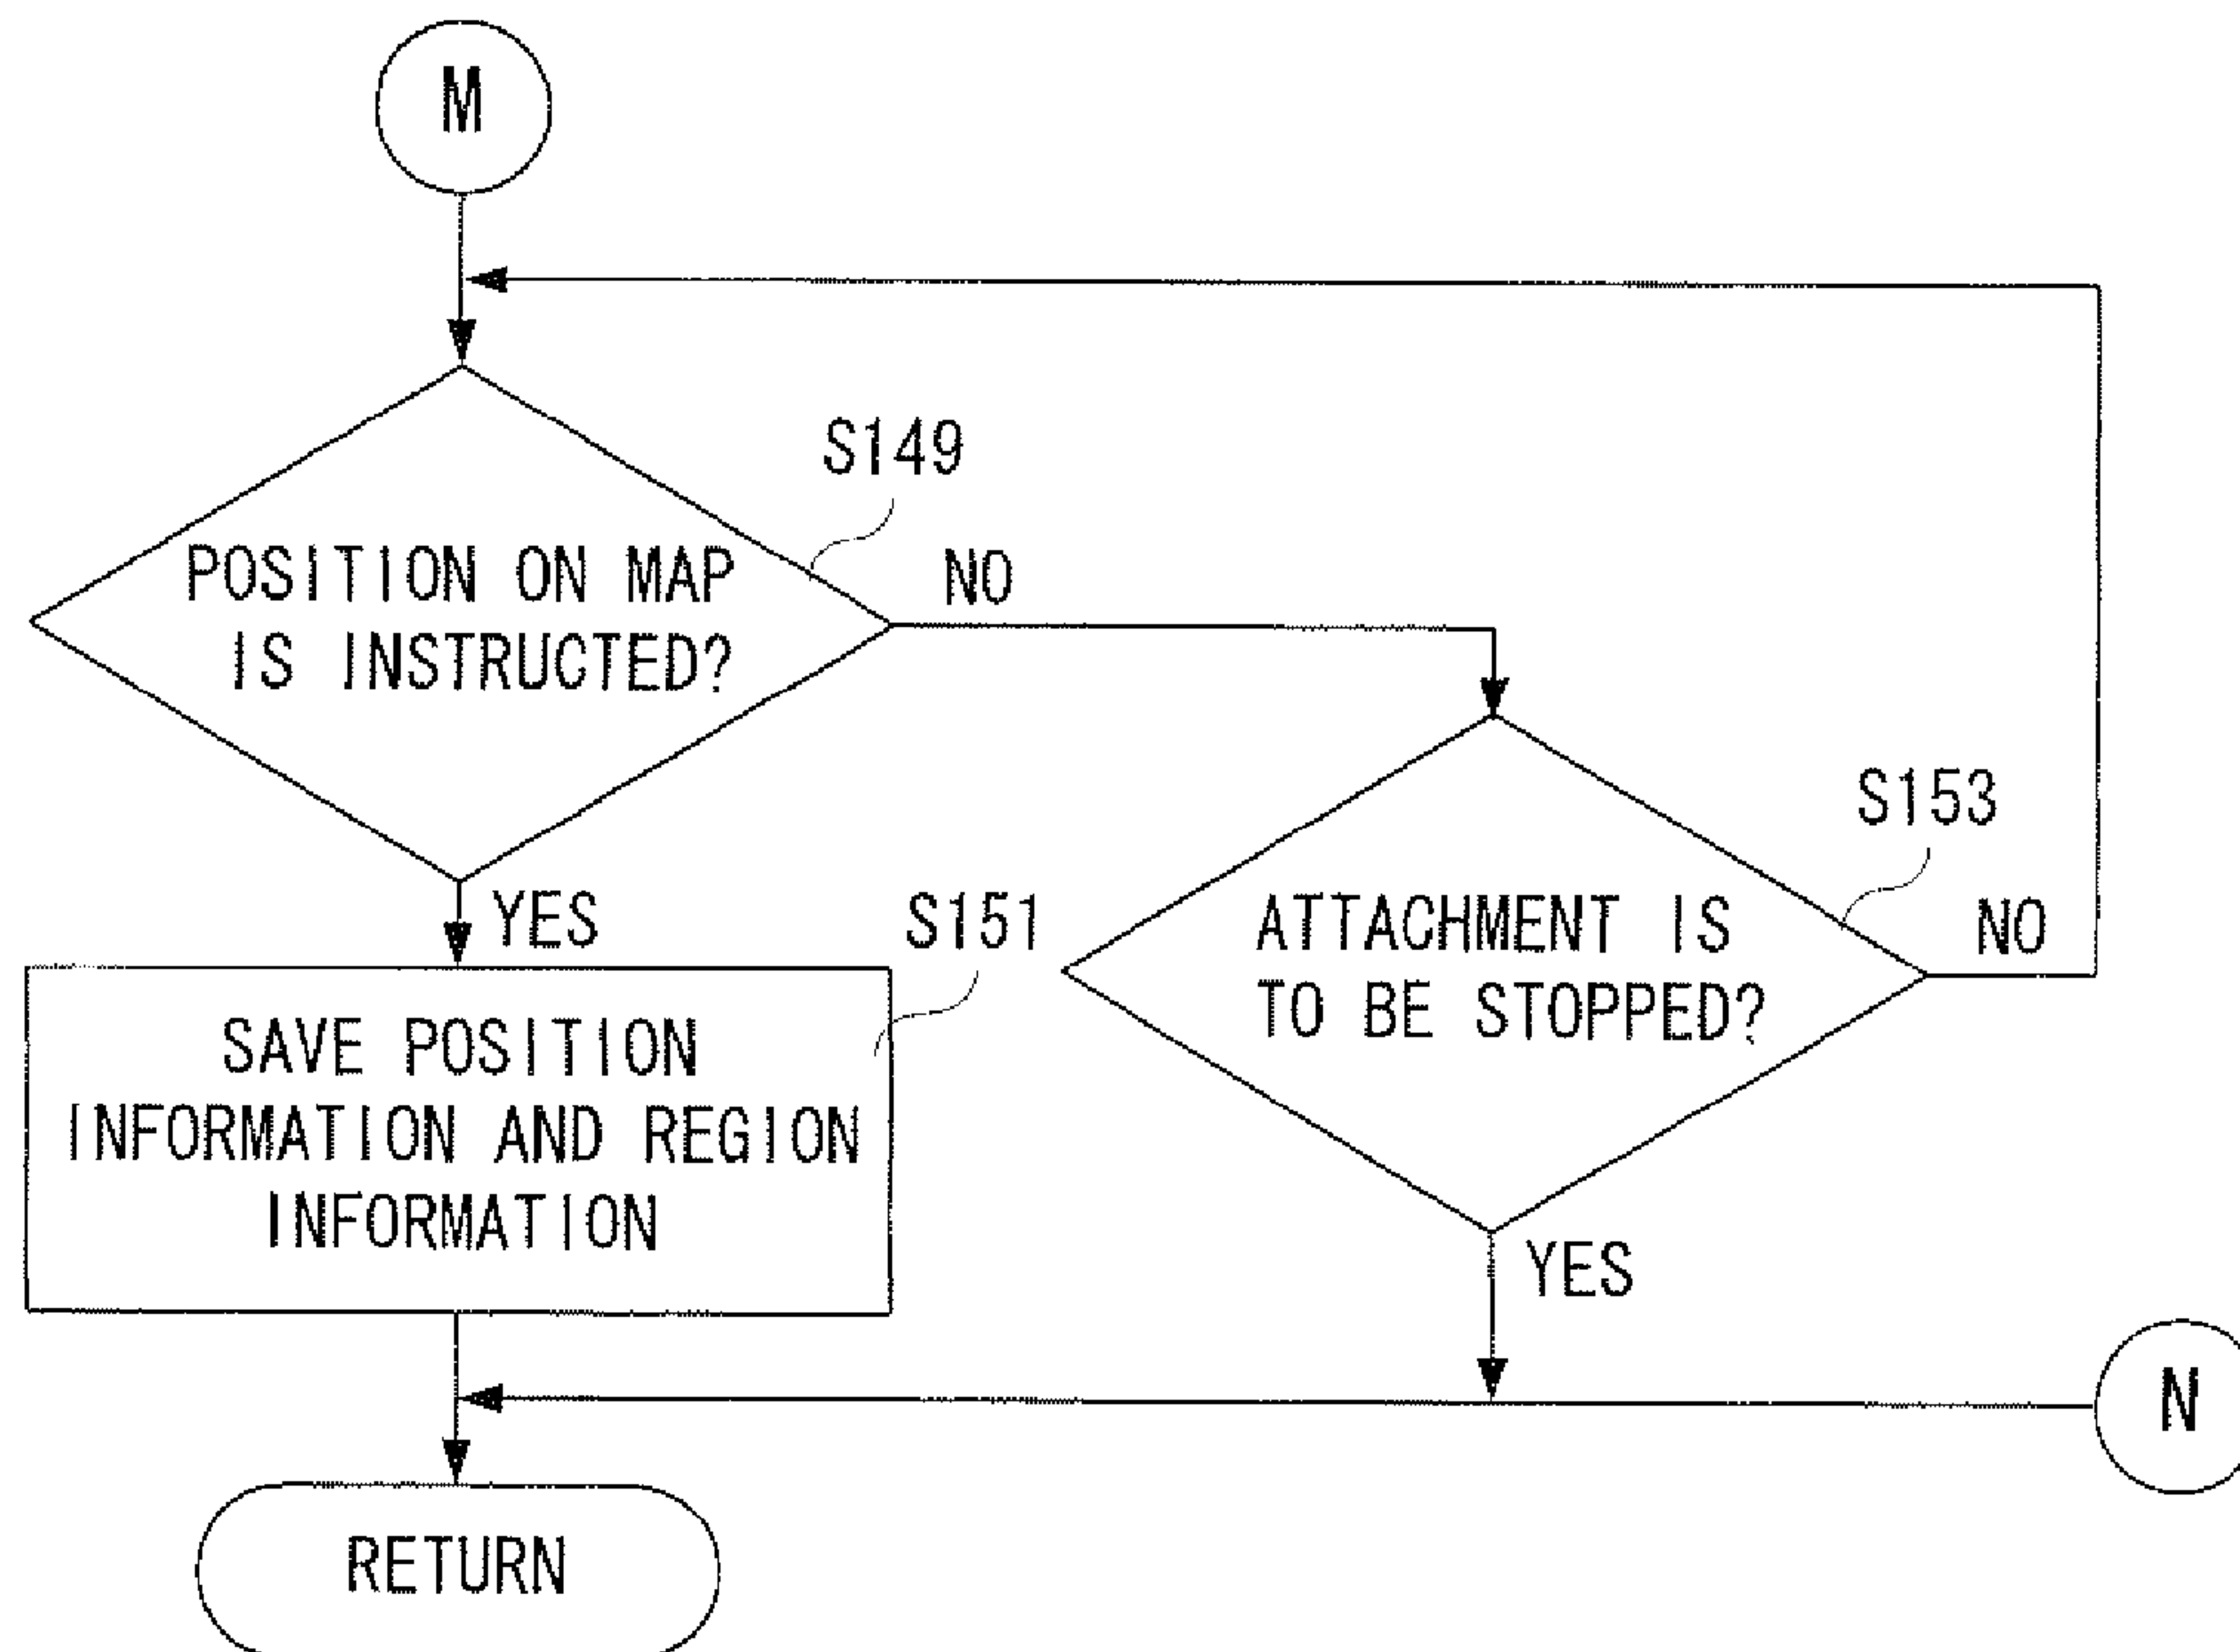 M
S149
POSITION ON MAP
IS INSTRUCTED?
NO
YES
S151
SAVE POSITION
INFORMATION AND REGION
INFORMATION
S153
ATTACHMENT IS
TO BE STOPPED?
NO
YES
N
RETURN